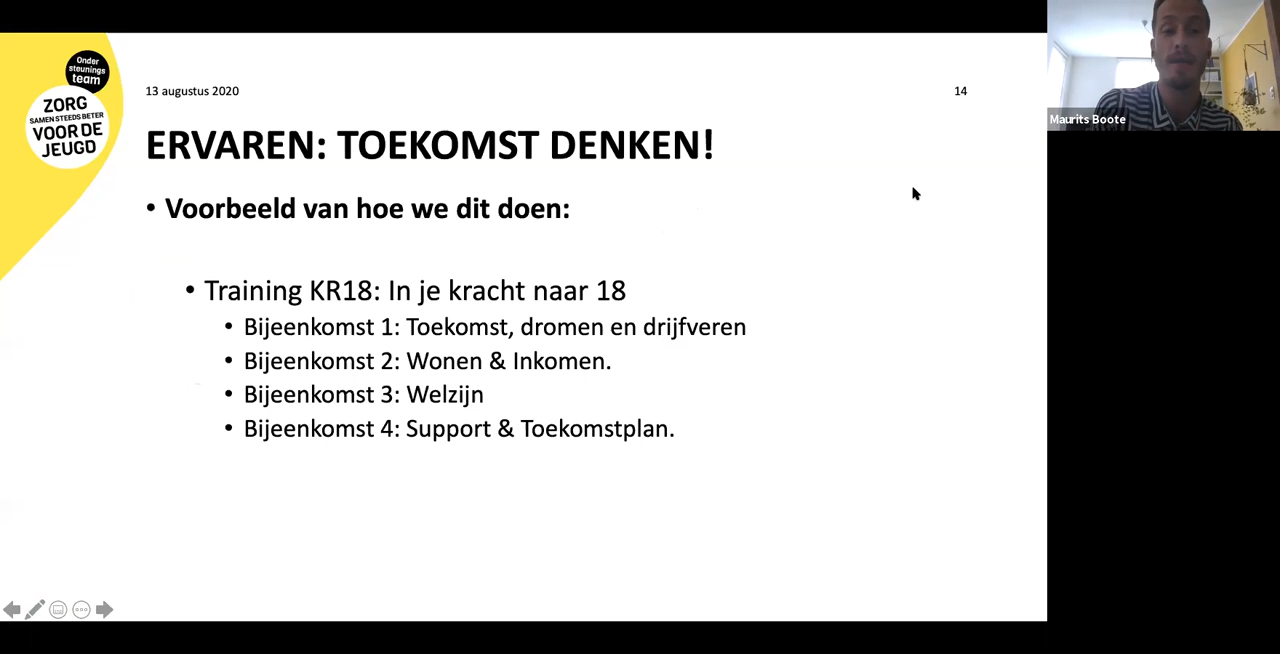 Onder
steunings
team
ZORG
SAMEN STEEDS BETER
VOOR DE
JEUGD
13 augustus 2020
14
ERVAREN: TOEKOMST DENKEN!
• Voorbeeld van hoe we dit doen:
• Training KR18: In je kracht naar 18
• Bijeenkomst 1: Toekomst, dromen en drijfveren
• Bijeenkomst 2: Wonen & Inkomen.
• Bijeenkomst 3: Welzijn
• Bijeenkomst 4: Support & Toekomstplan.
Maurits Boote